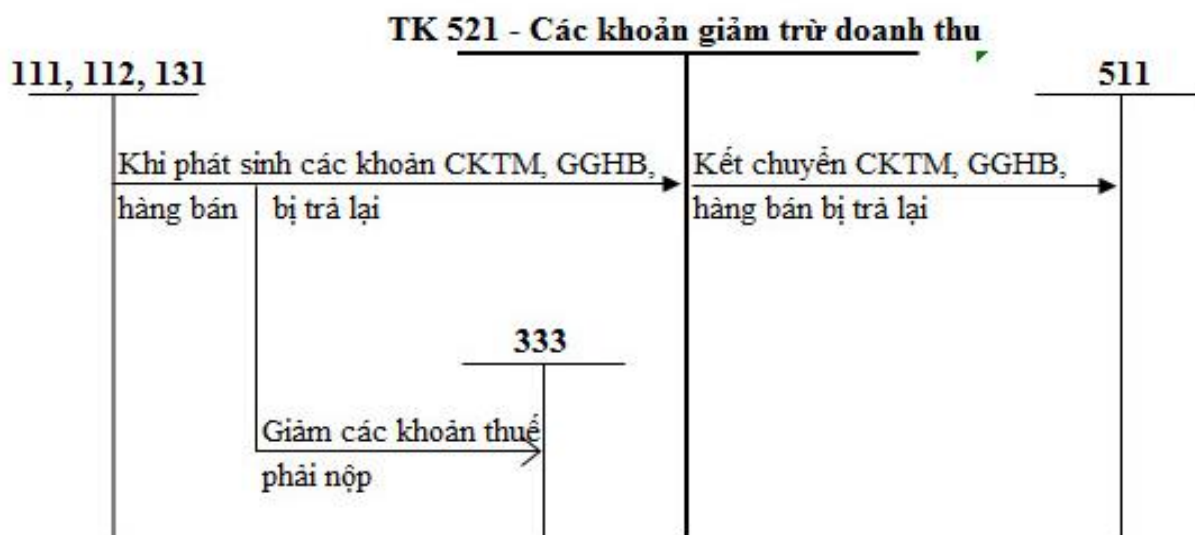 TK 521 - Các khoản giảm trừ doanh thu
111, 112, 131
511
Khi phát sinh các khoản CKTM, GGHB,
hàng bán bị trả lại
Kết chuyển CKTM, GGHB,
hàng bán bị trả lại
333
Giảm các khoản thuế
phải nộp